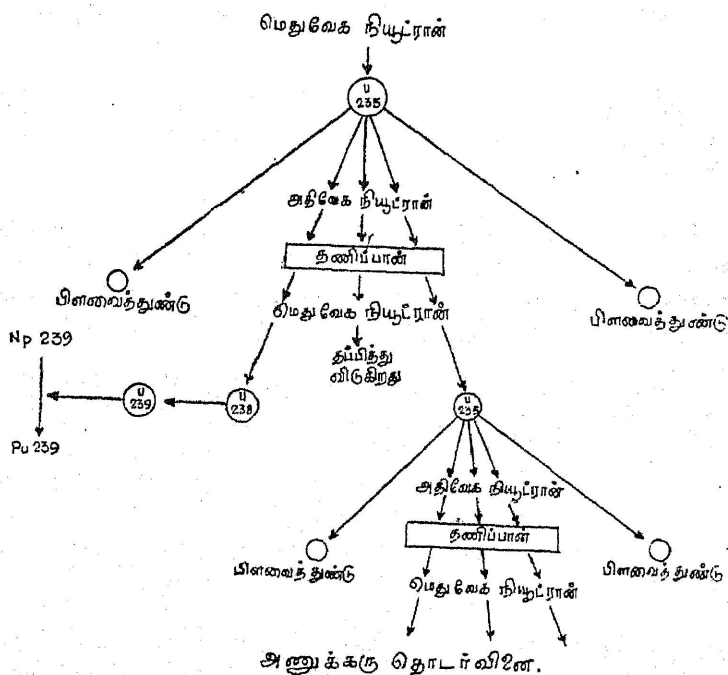 மெதுவேக நியூட்ரான்
U
235
அதிவேக நியூட்ரான்
தணிப்பான்
பிளவைத்துண்டு
மெதுவேக நியூட்ரான்
பிளவைத்துண்டு
Np 239
தப்பித்து
விடுகிறது
U
239
U
238
U
235
Pu 239
அதிவேக நியூட்ரான்
தணிப்பான்
பிளவைத்துண்டு
பிளவைத்துண்டு
மெதுவேக நியூட்ரான்
அணுக்கரு தொடர்வினை.